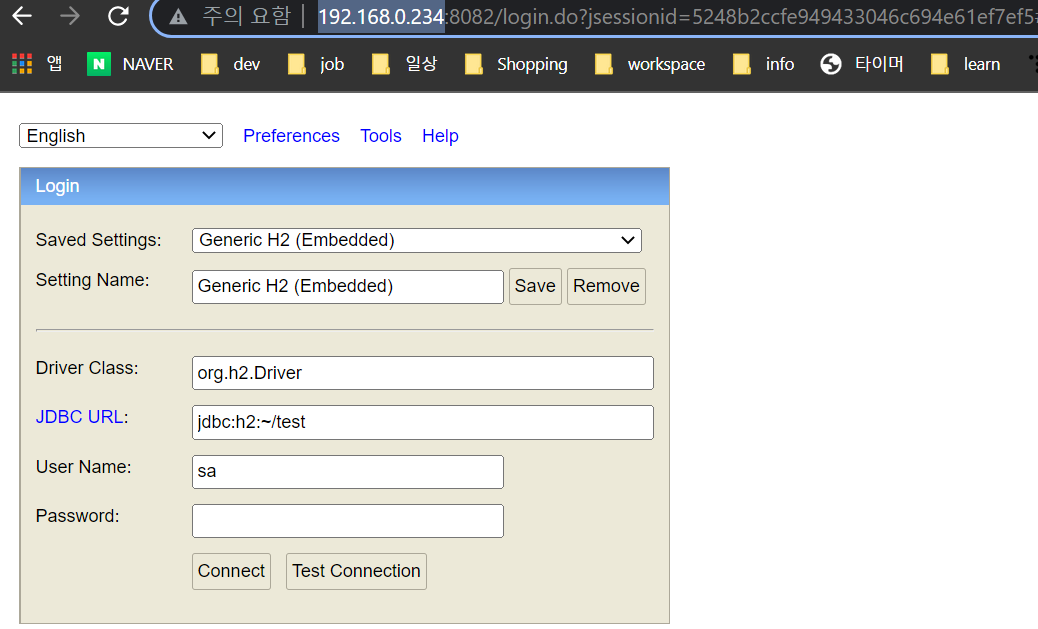 주의 요함 192.168.0.234:8082/login.do?jsessionid=5248b2ccfe949433046c694e61ef7ef5
앱 N NAVER dev job 일상 Shopping workspace info 타이머 learn
English Preferences Tools Help
Login
Saved Settings: Generic H2 (Embedded)
Setting Name: Generic H2 (Embedded) Save Remove
Driver Class: org.h2.Driver
JDBC URL: jdbc:h2:~/test
User Name: sa
Password:
Connect Test Connection